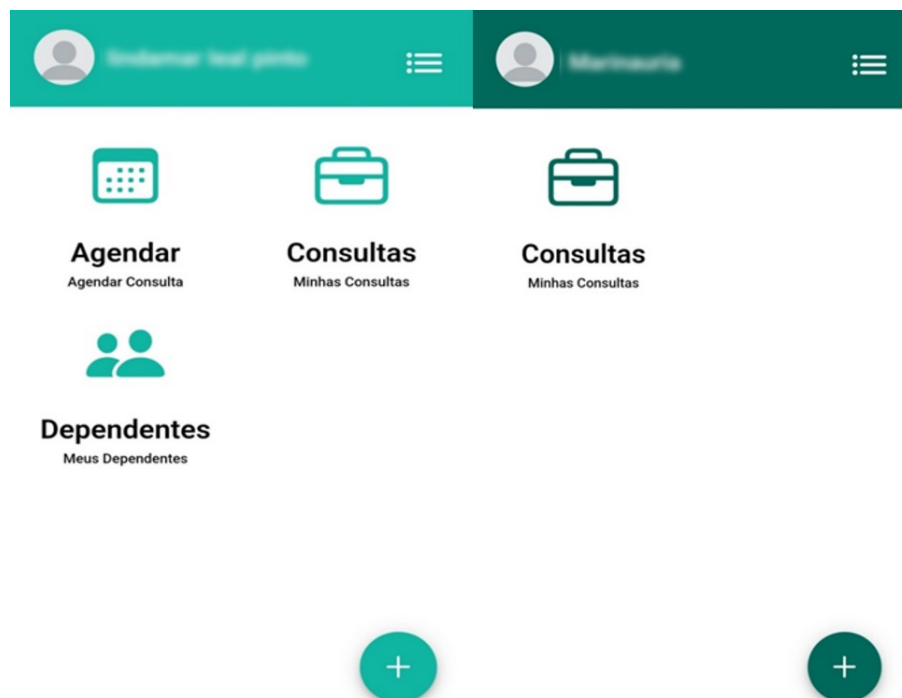 Agendar
Agendar Consulta
Consultas
Minhas Consultas
Dependentes
Meus Dependentes
Consultas
Minhas Consultas